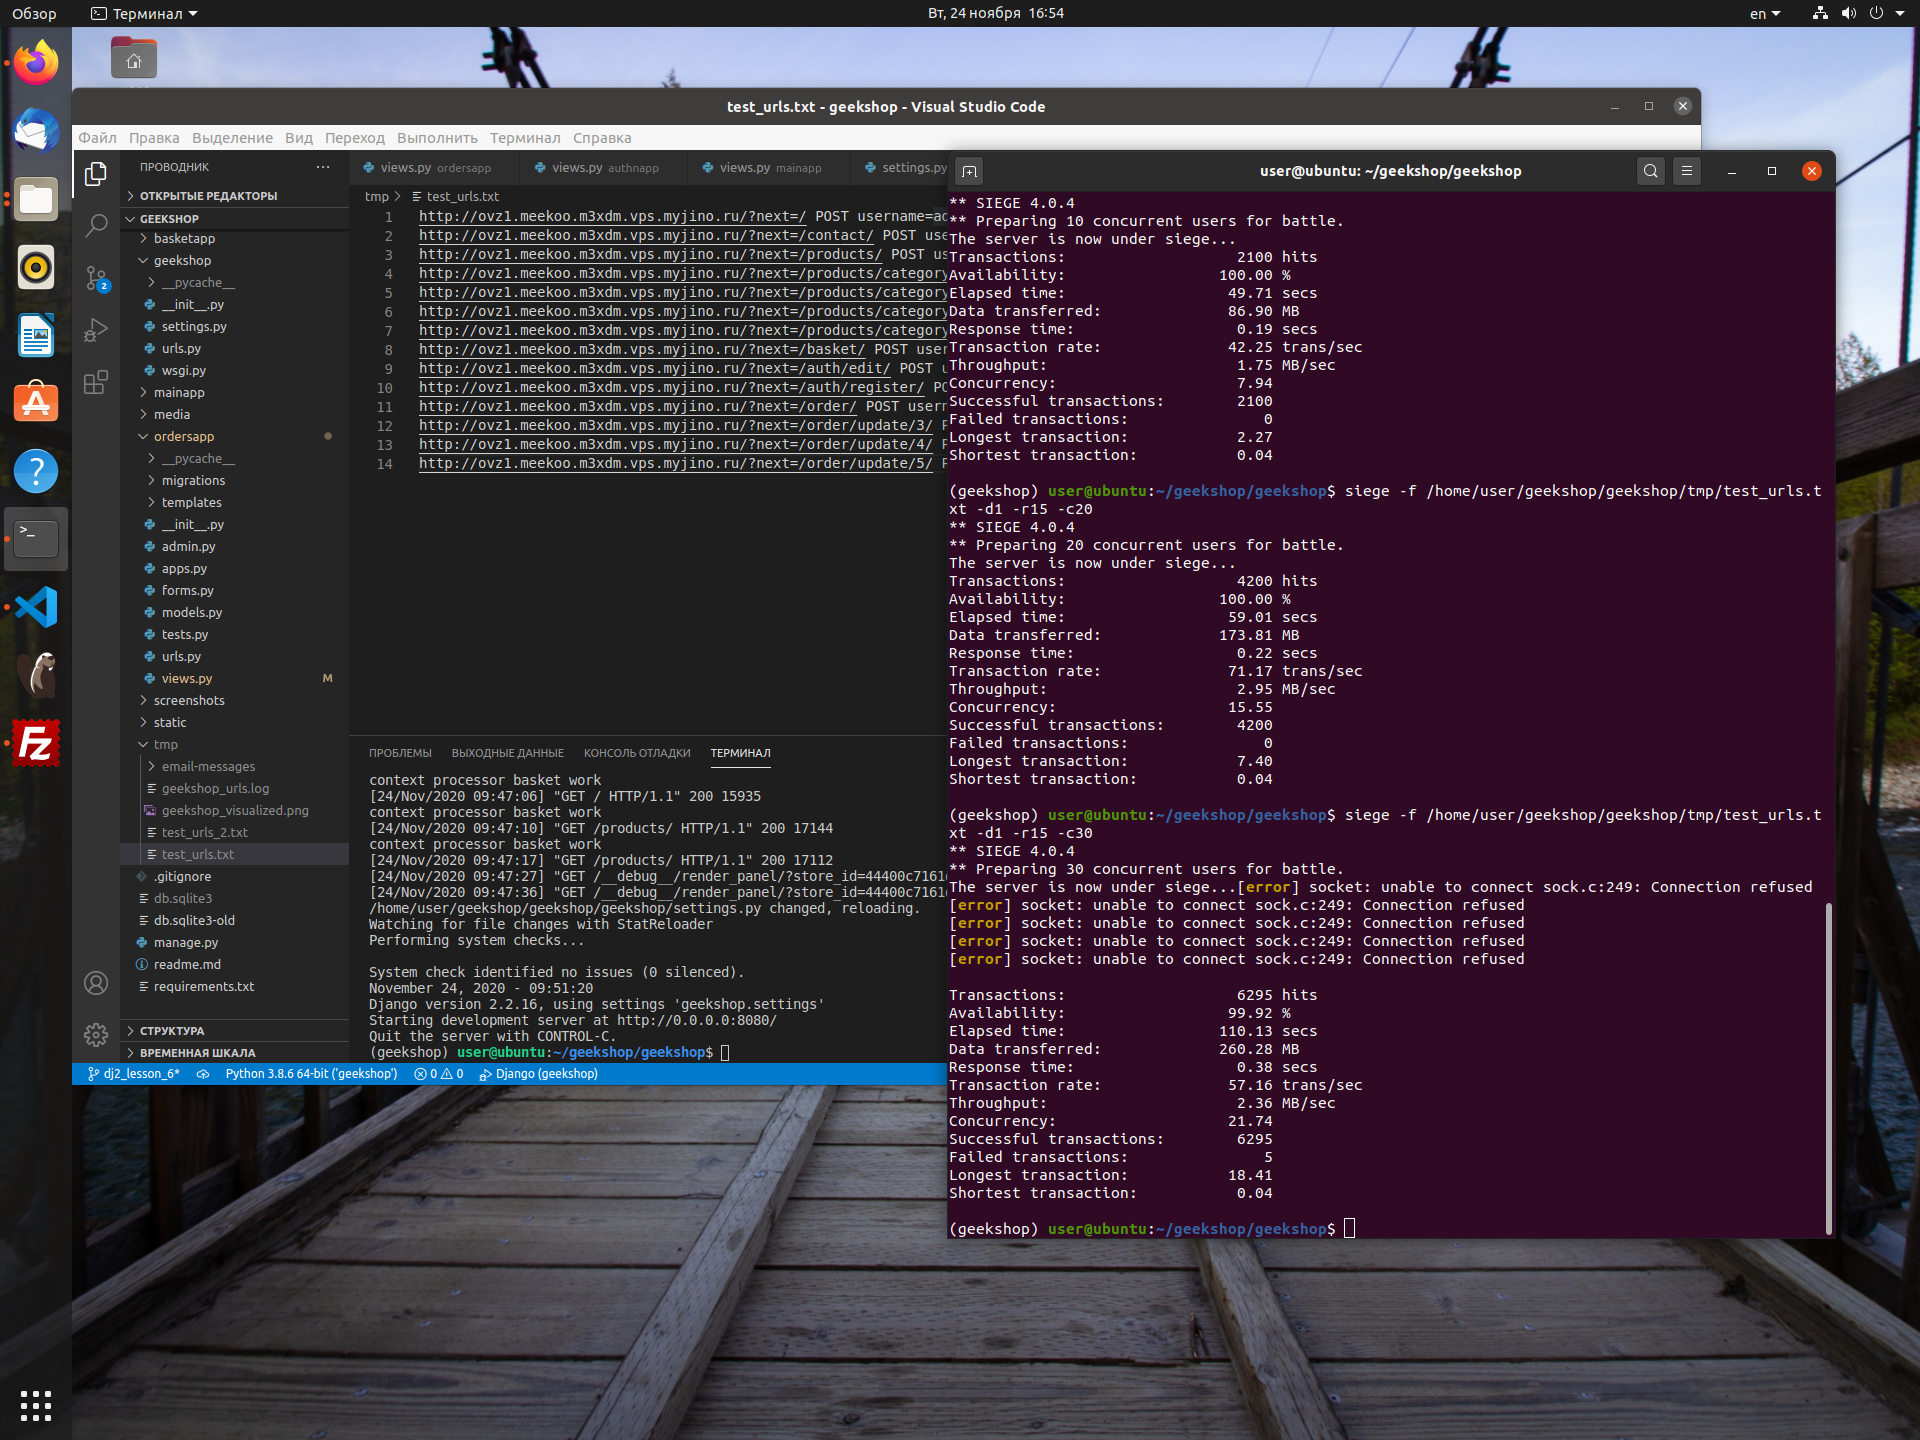 Обзор
Терминал
Вт, 24 ноября 16:54
en
test_urls.txt - geekshop - Visual Studio Code
Файл Правка Выделение Вид Переход Выполнить Терминал Справка
ПРОВОДНИК
ОТКРЫТЫЕ РЕДАКТОРЫ
GEEKSHOP
basketapp
geekshop
__pycache__
__init__.py
settings.py
urls.py
wsgi.py
mainapp
media
ordersapp
__pycache__
migrations
templates
__init__.py
admin.py
apps.py
forms.py
models.py
tests.py
urls.py
views.py M
screenshots
static
tmp
email-messages
geekshop_urls.log
geekshop_visualized.png
test_urls_2.txt
test_urls.txt
.gitignore
db.sqlite3
db.sqlite3-old
manage.py
readme.md
requirements.txt
СТРУКТУРА
ВРЕМЕННАЯ ШКАЛА
2
views.py ordersapp views.py authnapp views.py mainapp settings.py
tmp > test_urls.txt
1 http://ovz1.meekoo.m3xdm.vps.myjino.ru/?next=/ POST username=ad
2 http://ovz1.meekoo.m3xdm.vps.myjino.ru/?next=/contact/ POST use
3 http://ovz1.meekoo.m3xdm.vps.myjino.ru/?next=/products/ POST us
4 http://ovz1.meekoo.m3xdm.vps.myjino.ru/?next=/products/category
5 http://ovz1.meekoo.m3xdm.vps.myjino.ru/?next=/products/category
6 http://ovz1.meekoo.m3xdm.vps.myjino.ru/?next=/products/category
7 http://ovz1.meekoo.m3xdm.vps.myjino.ru/?next=/products/category
8 http://ovz1.meekoo.m3xdm.vps.myjino.ru/?next=/basket/ POST user
9 http://ovz1.meekoo.m3xdm.vps.myjino.ru/?next=/auth/edit/ POST u
10 http://ovz1.meekoo.m3xdm.vps.myjino.ru/?next=/auth/register/ PO
11 http://ovz1.meekoo.m3xdm.vps.myjino.ru/?next=/order/ POST usern
12 http://ovz1.meekoo.m3xdm.vps.myjino.ru/?next=/order/update/3/ P
13 http://ovz1.meekoo.m3xdm.vps.myjino.ru/?next=/order/update/4/ P
14 http://ovz1.meekoo.m3xdm.vps.myjino.ru/?next=/order/update/5/ P
ПРОБЛЕМЫ ВЫХОДНЫЕ ДАННЫЕ КОНСОЛЬ ОТЛАДКИ ТЕРМИНАЛ
context processor basket work
[24/Nov/2020 09:47:06] "GET / HTTP/1.1" 200 15935
context processor basket work
[24/Nov/2020 09:47:10] "GET /products/ HTTP/1.1" 200 17144
context processor basket work
[24/Nov/2020 09:47:17] "GET /products/ HTTP/1.1" 200 17112
[24/Nov/2020 09:47:27] "GET /__debug__/render_panel/?store_id=44400c7161
[24/Nov/2020 09:47:36] "GET /__debug__/render_panel/?store_id=44400c7161
/home/user/geekshop/geekshop/geekshop/settings.py changed, reloading.
Watching for file changes with StatReloader
Performing system checks...
System check identified no issues (0 silenced).
November 24, 2020 - 09:51:20
Django version 2.2.16, using settings 'geekshop.settings'
Starting development server at http://0.0.0.0:8080/
Quit the server with CONTROL-C.
(geekshop) user@ubuntu:~/geekshop/geekshop$
dj2_lesson_6* Python 3.8.6 64-bit ('geekshop') 0 0 Django (geekshop)
user@ubuntu: ~/geekshop/geekshop
** SIEGE 4.0.4
** Preparing 10 concurrent users for battle.
The server is now under siege...
Transactions: 2100 hits
Availability: 100.00 %
Elapsed time: 49.71 secs
Data transferred: 86.90 MB
Response time: 0.19 secs
Transaction rate: 42.25 trans/sec
Throughput: 1.75 MB/sec
Concurrency: 7.94
Successful transactions: 2100
Failed transactions: 0
Longest transaction: 2.27
Shortest transaction: 0.04
(geekshop) user@ubuntu:~/geekshop/geekshop$ siege -f /home/user/geekshop/geekshop/tmp/test_urls.t
xt -d1 -r15 -c20
** SIEGE 4.0.4
** Preparing 20 concurrent users for battle.
The server is now under siege...
Transactions: 4200 hits
Availability: 100.00 %
Elapsed time: 59.01 secs
Data transferred: 173.81 MB
Response time: 0.22 secs
Transaction rate: 71.17 trans/sec
Throughput: 2.95 MB/sec
Concurrency: 15.55
Successful transactions: 4200
Failed transactions: 0
Longest transaction: 7.40
Shortest transaction: 0.04
(geekshop) user@ubuntu:~/geekshop/geekshop$ siege -f /home/user/geekshop/geekshop/tmp/test_urls.t
xt -d1 -r15 -c30
** SIEGE 4.0.4
** Preparing 30 concurrent users for battle.
The server is now under siege...[error] socket: unable to connect sock.c:249: Connection refused
[error] socket: unable to connect sock.c:249: Connection refused
[error] socket: unable to connect sock.c:249: Connection refused
[error] socket: unable to connect sock.c:249: Connection refused
[error] socket: unable to connect sock.c:249: Connection refused
Transactions: 6295 hits
Availability: 99.92 %
Elapsed time: 110.13 secs
Data transferred: 260.28 MB
Response time: 0.38 secs
Transaction rate: 57.16 trans/sec
Throughput: 2.36 MB/sec
Concurrency: 21.74
Successful transactions: 6295
Failed transactions: 5
Longest transaction: 18.41
Shortest transaction: 0.04
(geekshop) user@ubuntu:~/geekshop/geekshop$